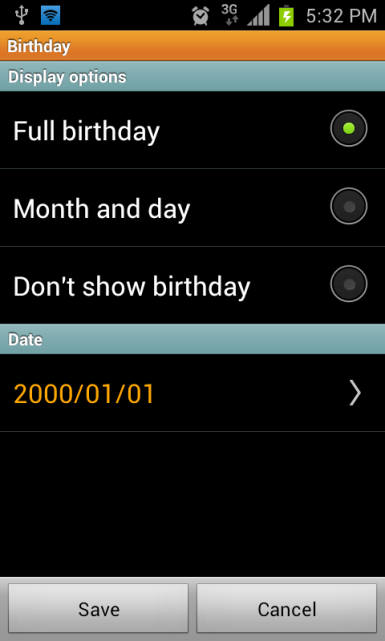 3G 5:32 PM
Birthday
Display options
Full birthday
Month and day
Don't show birthday
Date
2000/01/01
Save Cancel